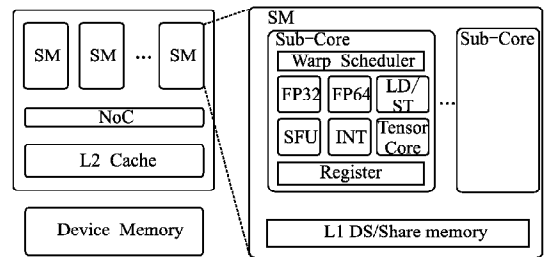 SM SM ... SM
NoC
L2 Cache
Device Memory
SM
Sub-Core
Warp Scheduler
FP32 FP64 LD/
ST
SFU INT Tensor
Core
Register
...
Sub-Core
L1 DS/Share memory